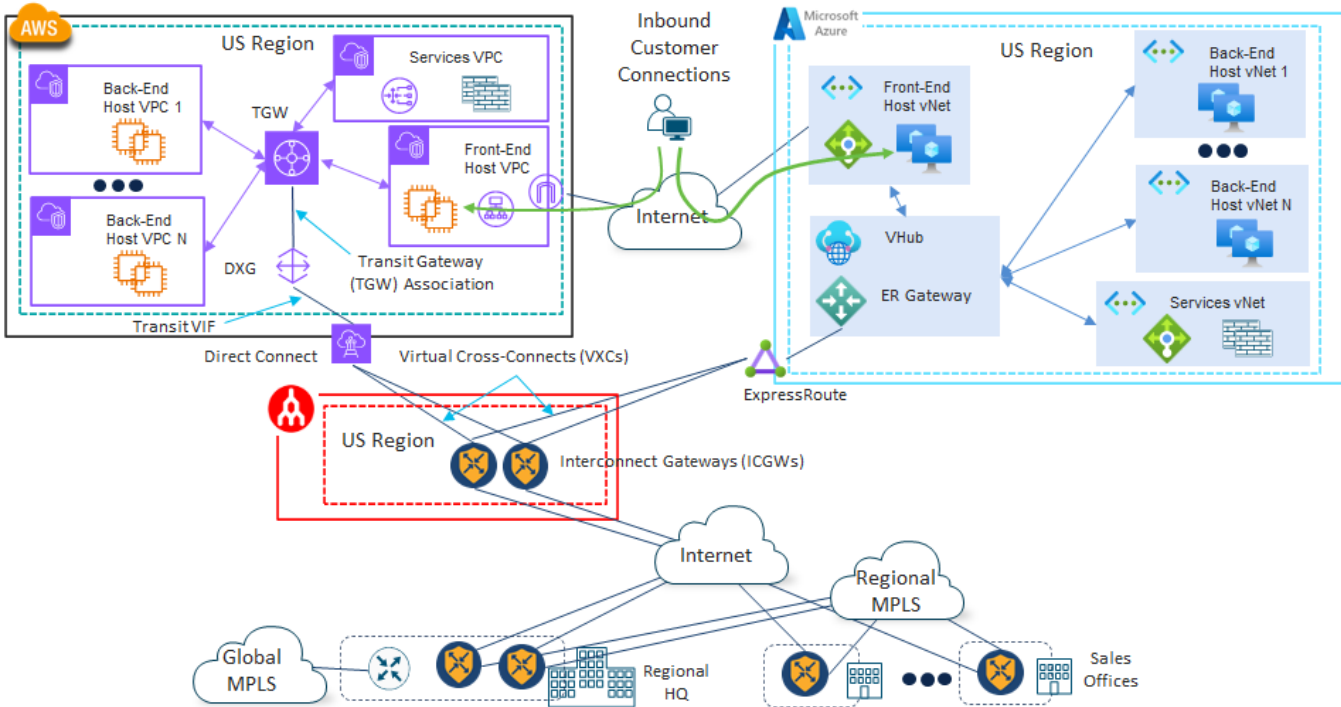 AWS
US Region
Back-End
Host VPC 1
TGW
Services VPC
Front-End
Host VPC
Back-End
Host VPC N
DXG
Transit Gateway
(TGW) Association
Transit VIF
Direct Connect
Virtual Cross-Connects (VXCs)
Inbound
Customer
Connections
Internet
Microsoft
Azure
US Region
Front-End
Host vNet
Back-End
Host vNet 1
Back-End
Host vNet N
VHub
ER Gateway
Services vNet
ExpressRoute
US Region
Interconnect Gateways (ICGWs)
Internet
Regional
MPLS
Global
MPLS
Regional
HQ
Sales
Offices